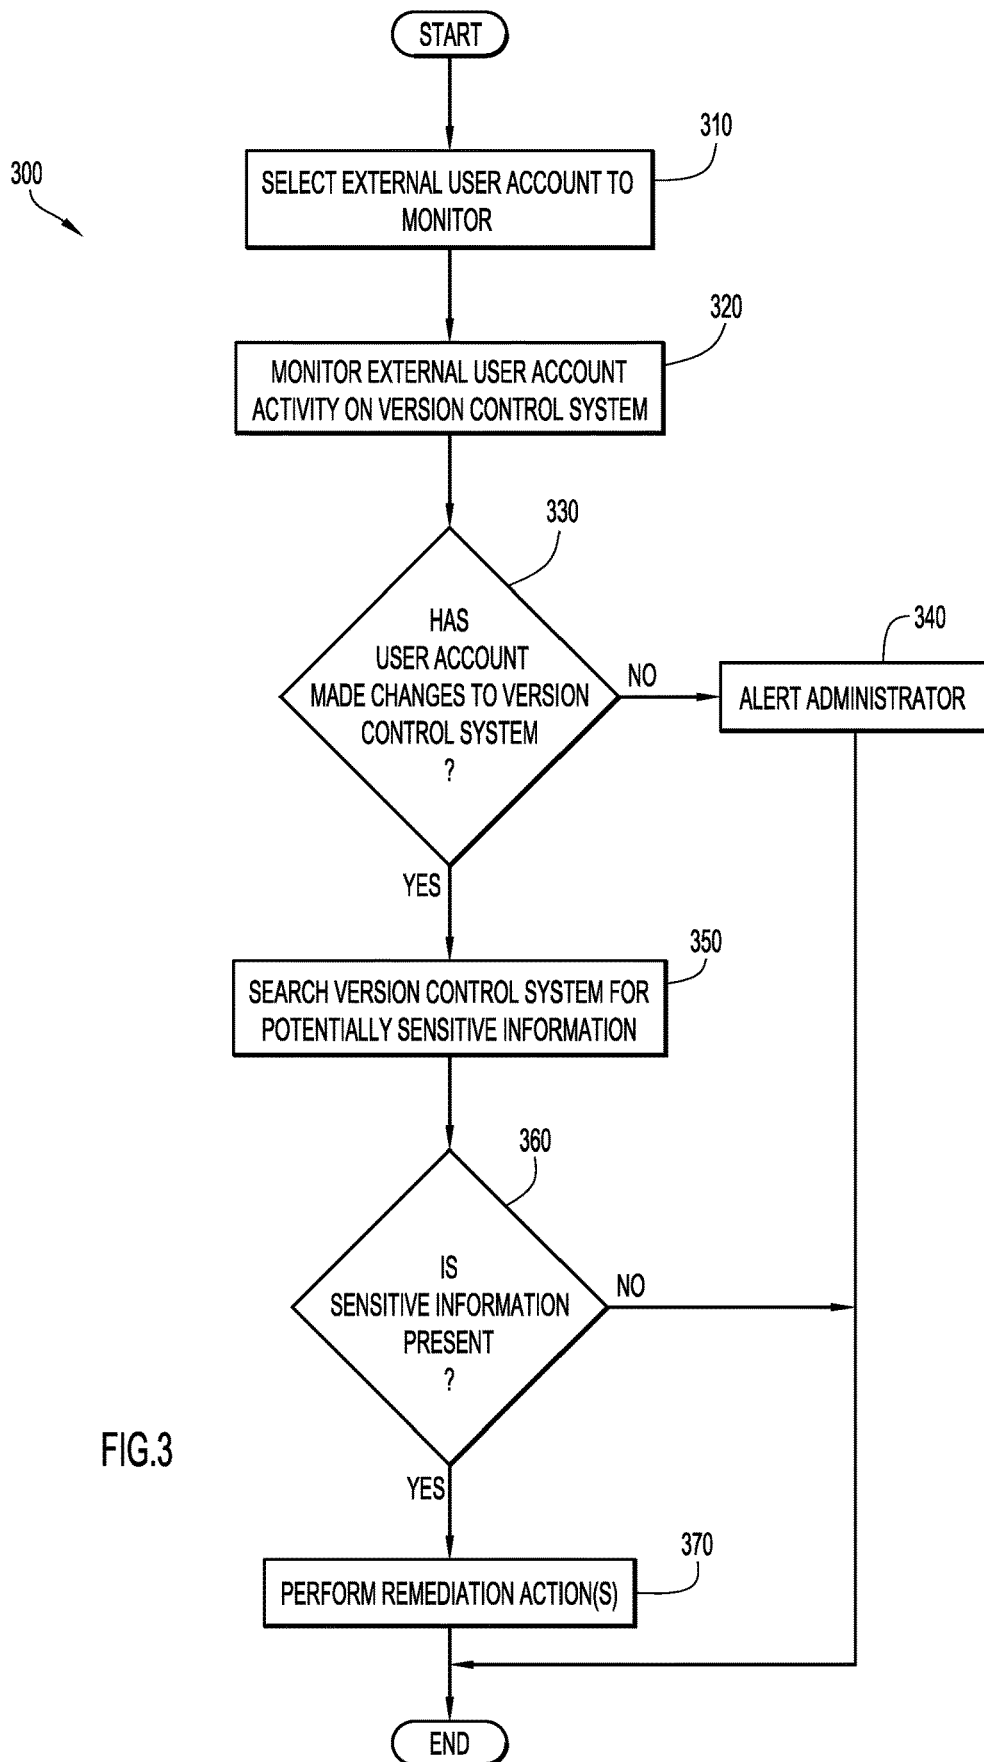 START
310
300
SELECT EXTERNAL USER ACCOUNT TO
MONITOR
320
MONITOR EXTERNAL USER ACCOUNT
ACTIVITY ON VERSION CONTROL SYSTEM
330
HAS
USER ACCOUNT
MADE CHANGES TO VERSION
CONTROL SYSTEM
?
NO
340
ALERT ADMINISTRATOR
YES
350
SEARCH VERSION CONTROL SYSTEM FOR
POTENTIALLY SENSITIVE INFORMATION
360
IS
SENSITIVE INFORMATION
PRESENT
?
NO
FIG.3
YES
370
PERFORM REMEDIATION ACTION(S)
END